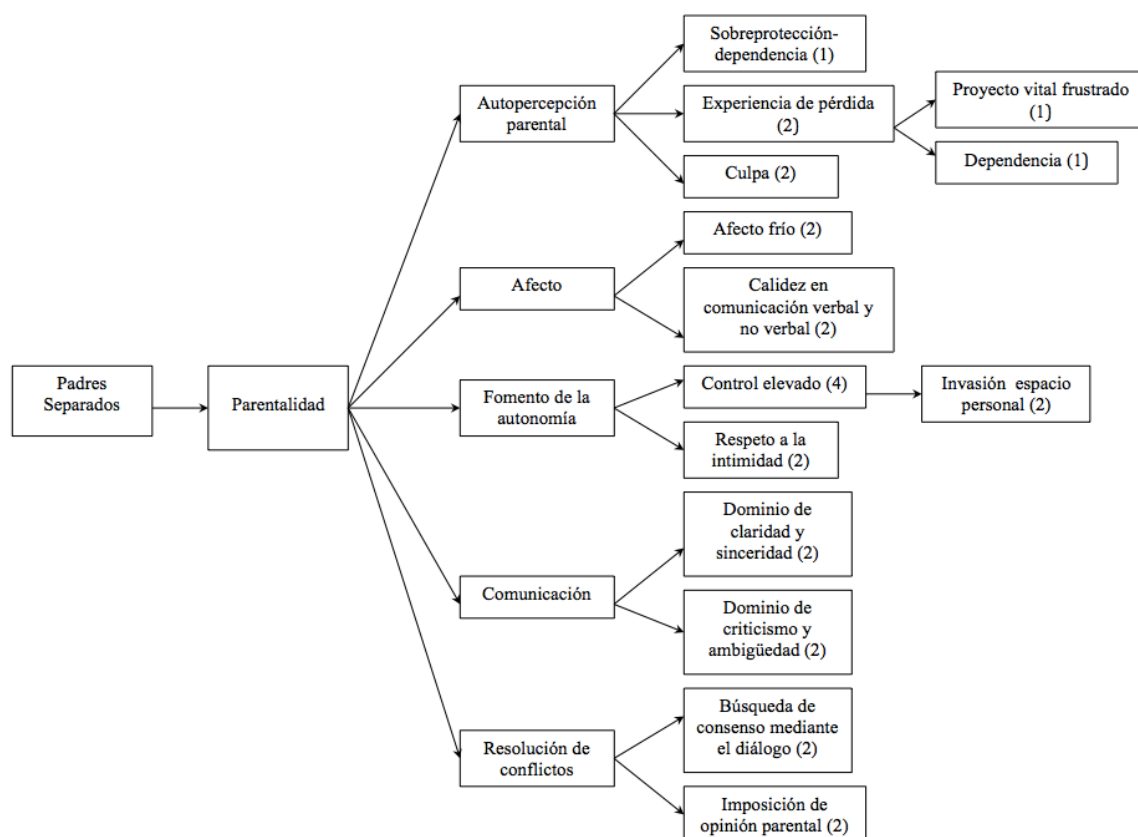 Padres
Separados
Parentalidad
Autopercepción
parental
Sobreprotección-
dependencia (1)
Experiencia de pérdida
(2)
Proyecto vital frustrado
(1)
Dependencia (1)
Culpa (2)
Afecto
Afecto frío (2)
Calidez en
comunicación verbal y
no verbal (2)
Fomento de la
autonomía
Control elevado (4)
Invasión espacio
personal (2)
Respeto a la
intimidad (2)
Comunicación
Dominio de
claridad y
sinceridad (2)
Dominio de
criticismo y
ambigüedad (2)
Resolución de
conflictos
Búsqueda de
consenso mediante
el diálogo (2)
Imposición de
opinión parental (2)